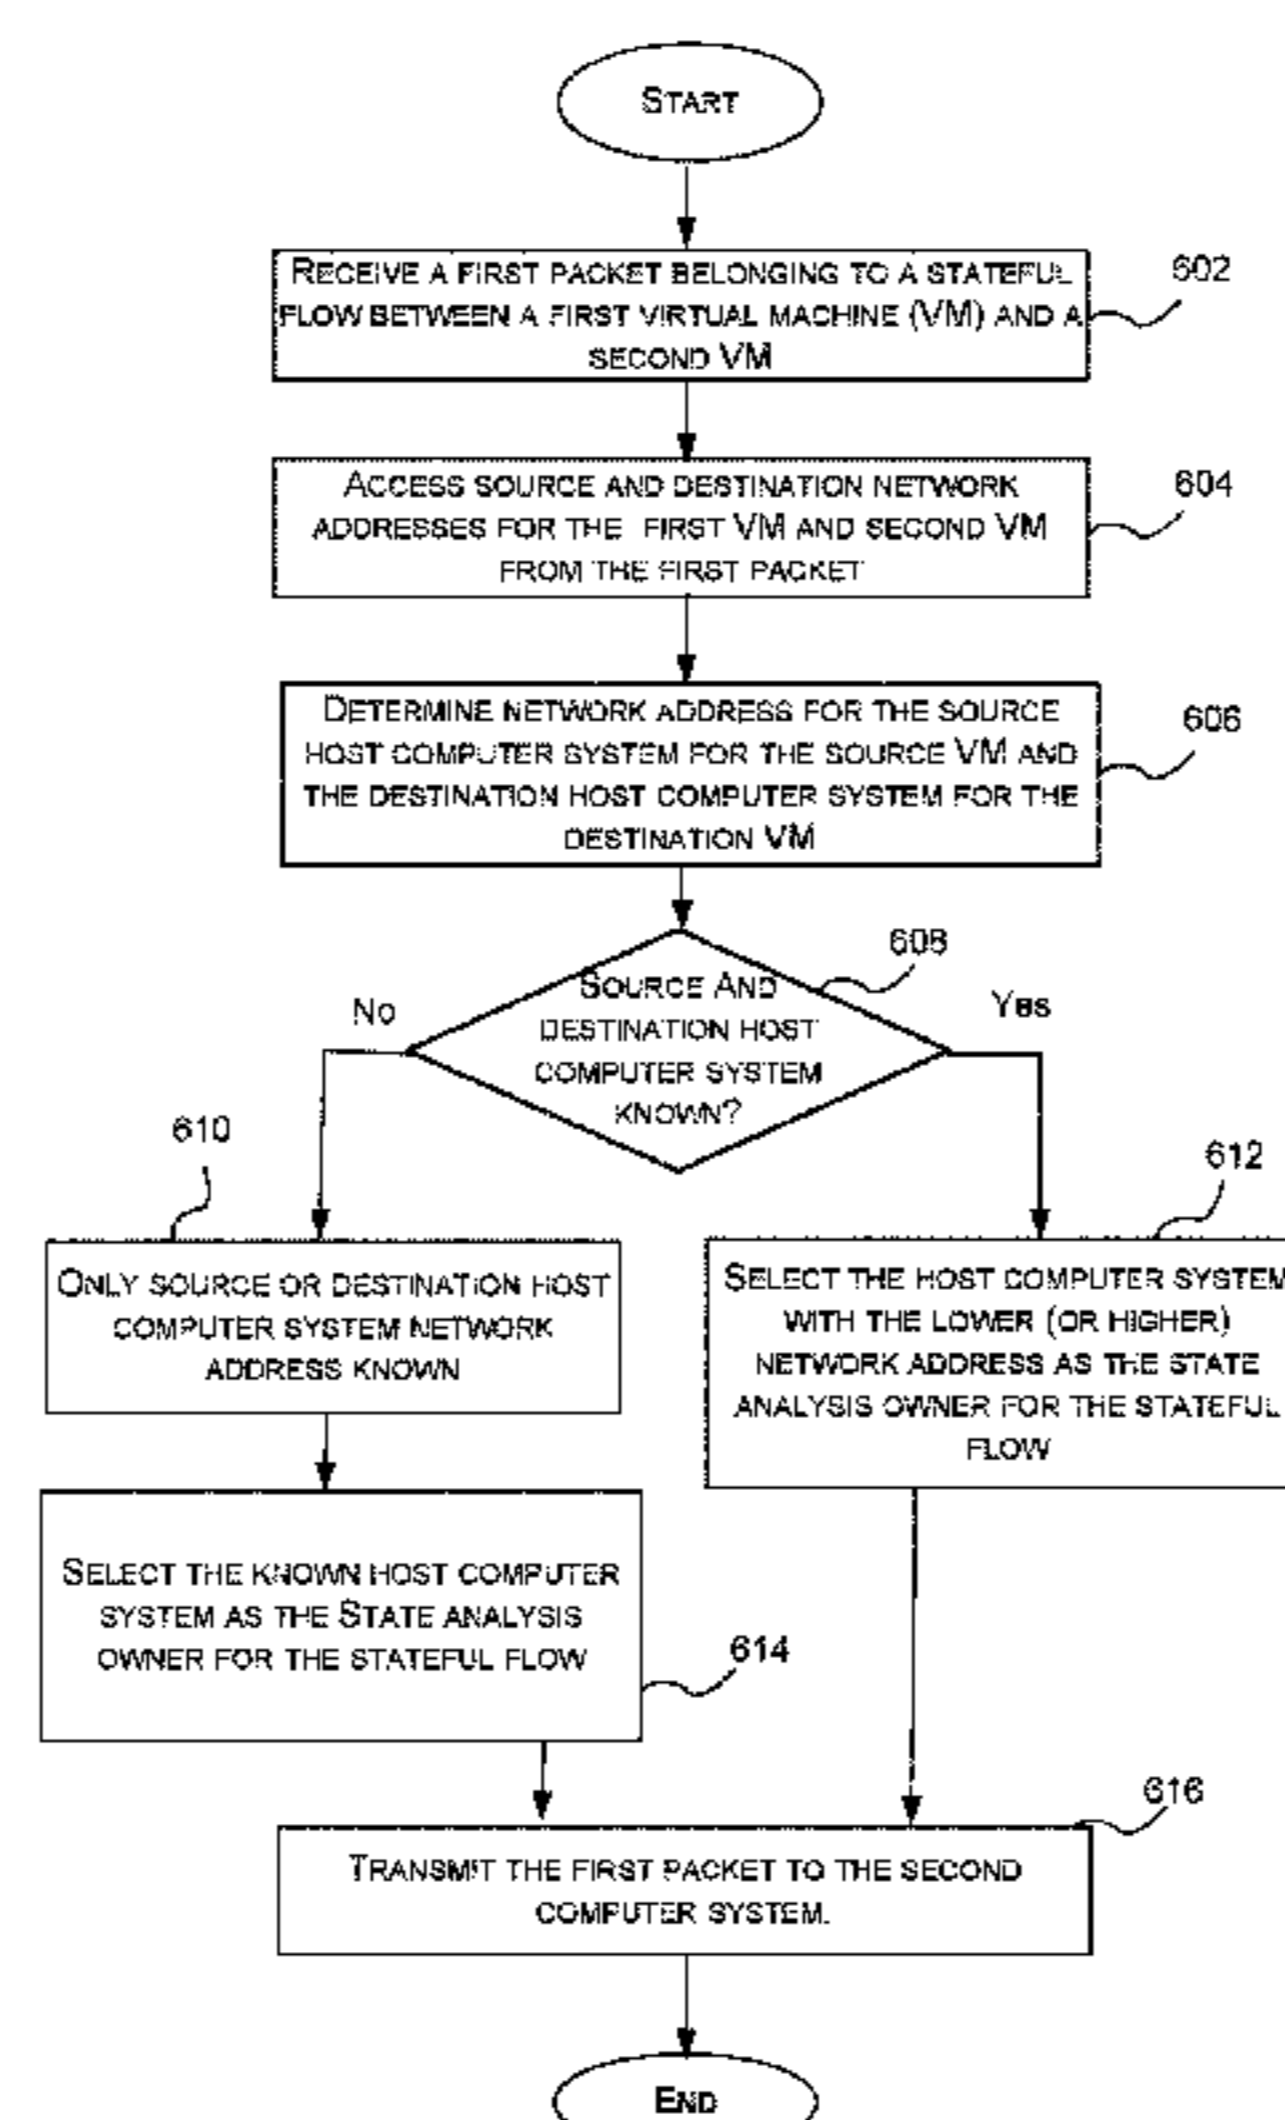 START
RECEIVE A FIRST PACKET BELONGING TO A STATEFUL
FLOW BETWEEN A FIRST VIRTUAL MACHINE (VM) AND A
SECOND VM
602
ACCESS SOURCE AND DESTINATION NETWORK
ADDRESSES FOR THE FIRST VM AND SECOND VM
FROM THE FIRST PACKET
604
DETERMINE NETWORK ADDRESS FOR THE SOURCE
HOST COMPUTER SYSTEM FOR THE SOURCE VM AND
THE DESTINATION HOST COMPUTER SYSTEM FOR THE
DESTINATION VM
606
608
SOURCE AND
DESTINATION HOST
COMPUTER SYSTEM
KNOWN?
No
Yes
610
ONLY SOURCE OR DESTINATION HOST
COMPUTER SYSTEM NETWORK
ADDRESS KNOWN
612
SELECT THE HOST COMPUTER SYSTEM
WITH THE LOWER (OR HIGHER)
NETWORK ADDRESS AS THE STATE
ANALYSIS OWNER FOR THE STATEFUL
FLOW
SELECT THE KNOWN HOST COMPUTER
SYSTEM AS THE STATE ANALYSIS
OWNER FOR THE STATEFUL FLOW
614
616
TRANSMIT THE FIRST PACKET TO THE SECOND
COMPUTER SYSTEM.
END